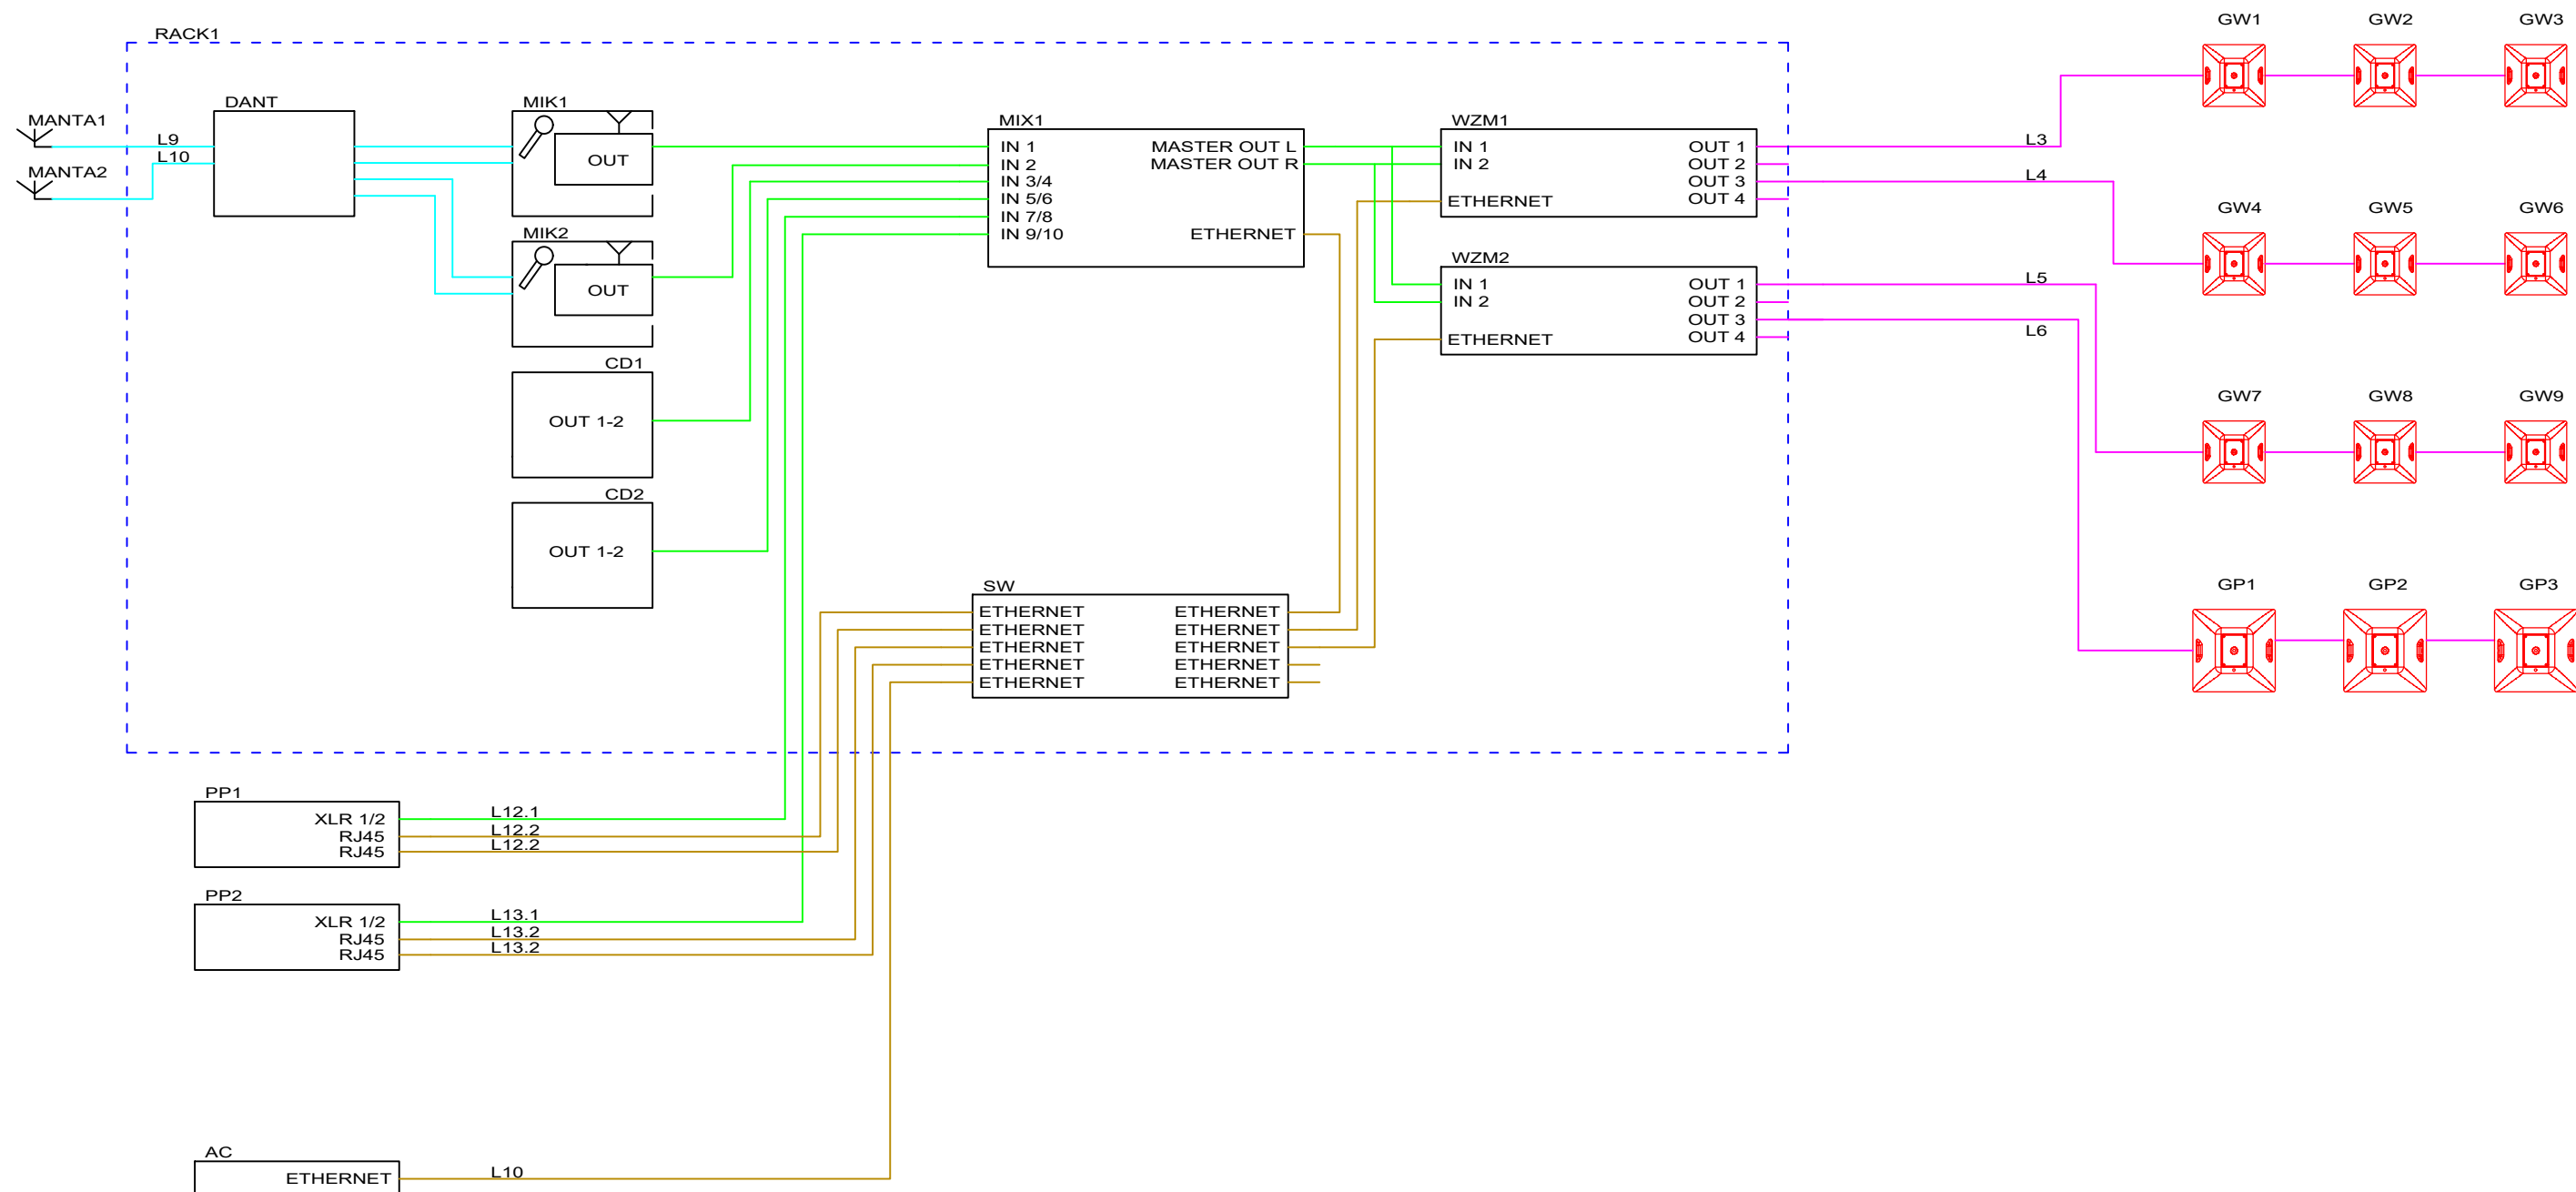 RACK1
GW1 GW2 GW3
MANTA1
L9
L10
MANTA2
DANT
MIK1
OUT
MIK2
OUT
CD1
OUT 1-2
CD2
OUT 1-2
MIX1
IN 1 MASTER OUT L
IN 2 MASTER OUT R
IN 3/4
IN 5/6
IN 7/8
IN 9/10 ETHERNET
WZM1
IN 1 OUT 1
IN 2 OUT 2
OUT 3
ETHERNET OUT 4
WZM2
IN 1 OUT 1
IN 2 OUT 2
OUT 3
ETHERNET OUT 4
L3
L4
L5
L6
GW4 GW5 GW6
GW7 GW8 GW9
GP1 GP2 GP3
SW
ETHERNET ETHERNET
ETHERNET ETHERNET
ETHERNET ETHERNET
ETHERNET ETHERNET
ETHERNET ETHERNET
PP1
XLR 1/2 L12.1
RJ45 L12.2
RJ45 L12.2
PP2
XLR 1/2 L13.1
RJ45 L13.2
RJ45 L13.2
AC
ETHERNET L10